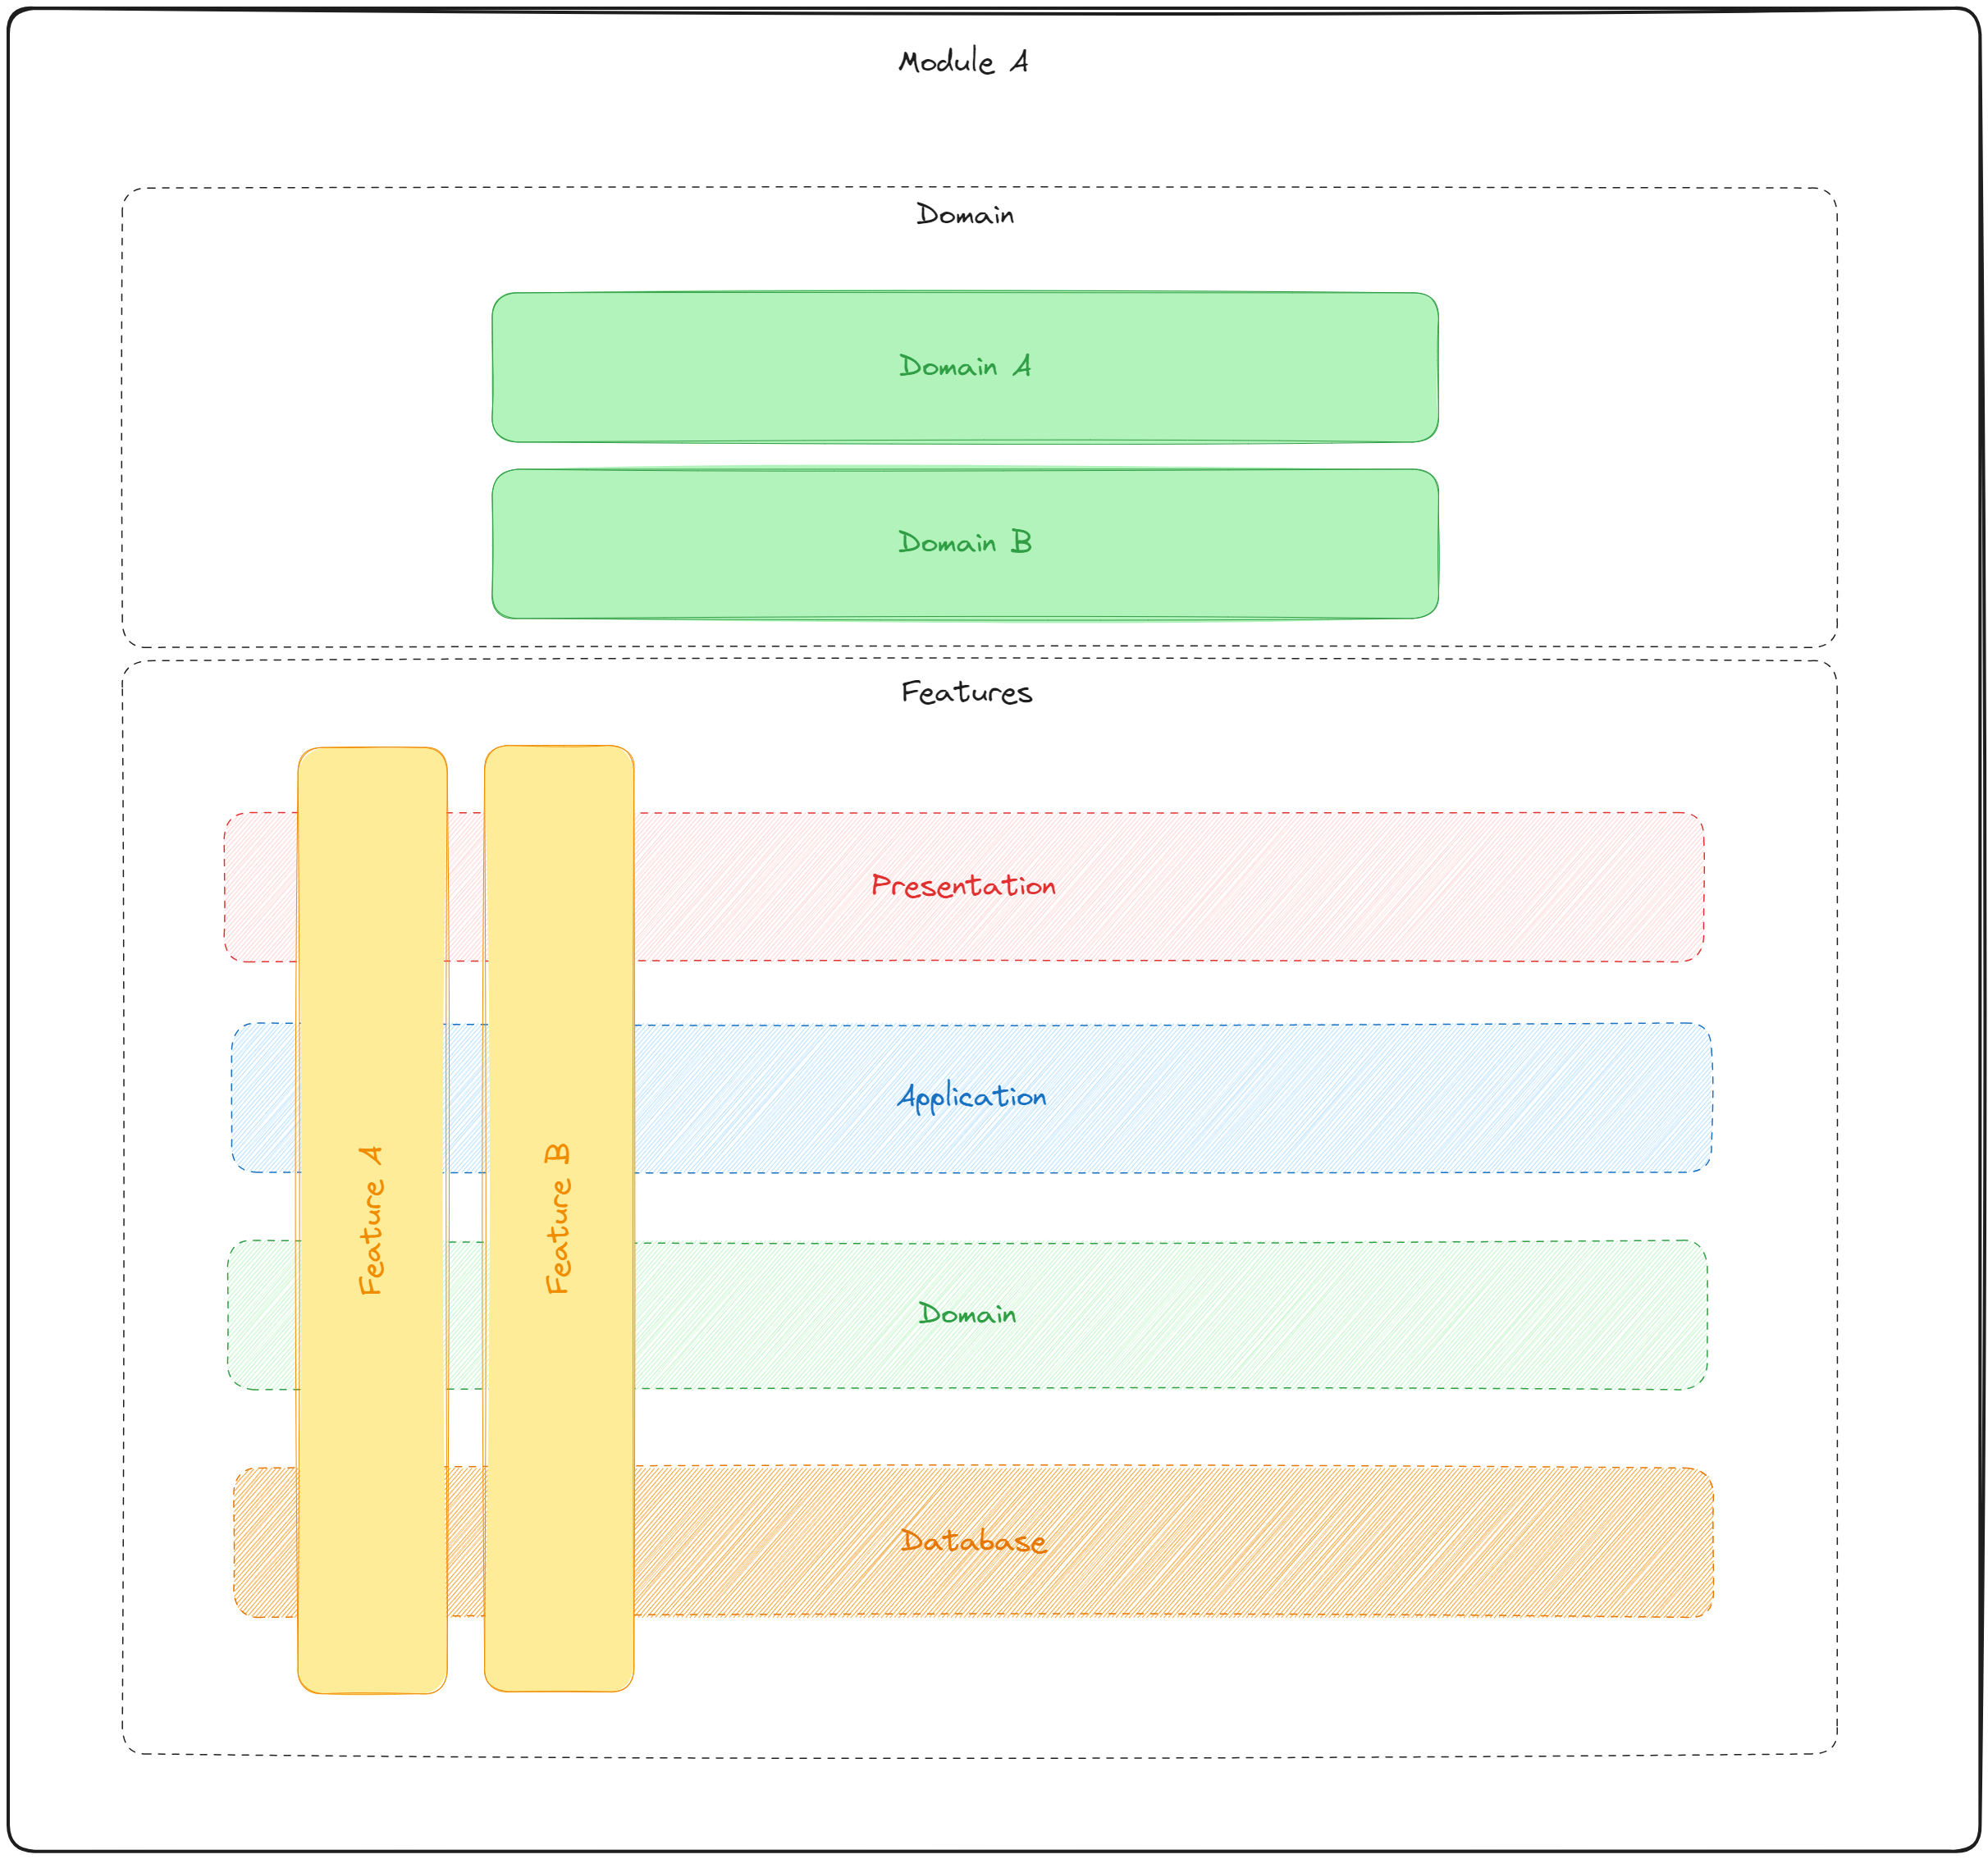 Module A
Domain
Domain A
Domain B
Features
Presentation
Application
Feature A
Feature B
Domain
Database